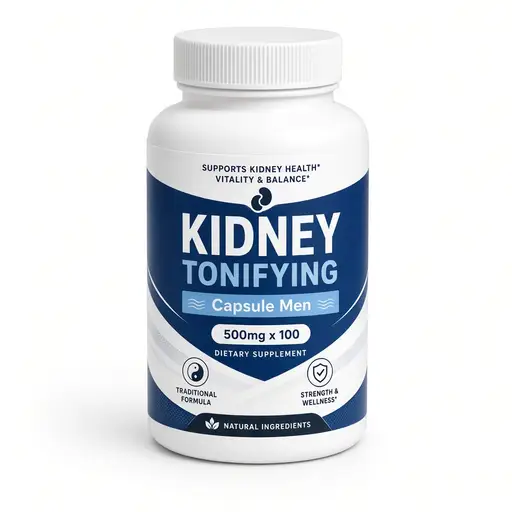 SUPPORTS KIDNEY HEALTH*
VITALITY & BALANCE*
KIDNEY
TONIFYING
Capsule Men
500mg x 100
DIETARY SUPPLEMENT
TRADITIONAL
FORMULA
STRENGTH &
WELLNESS*
NATURAL INGREDIENTS